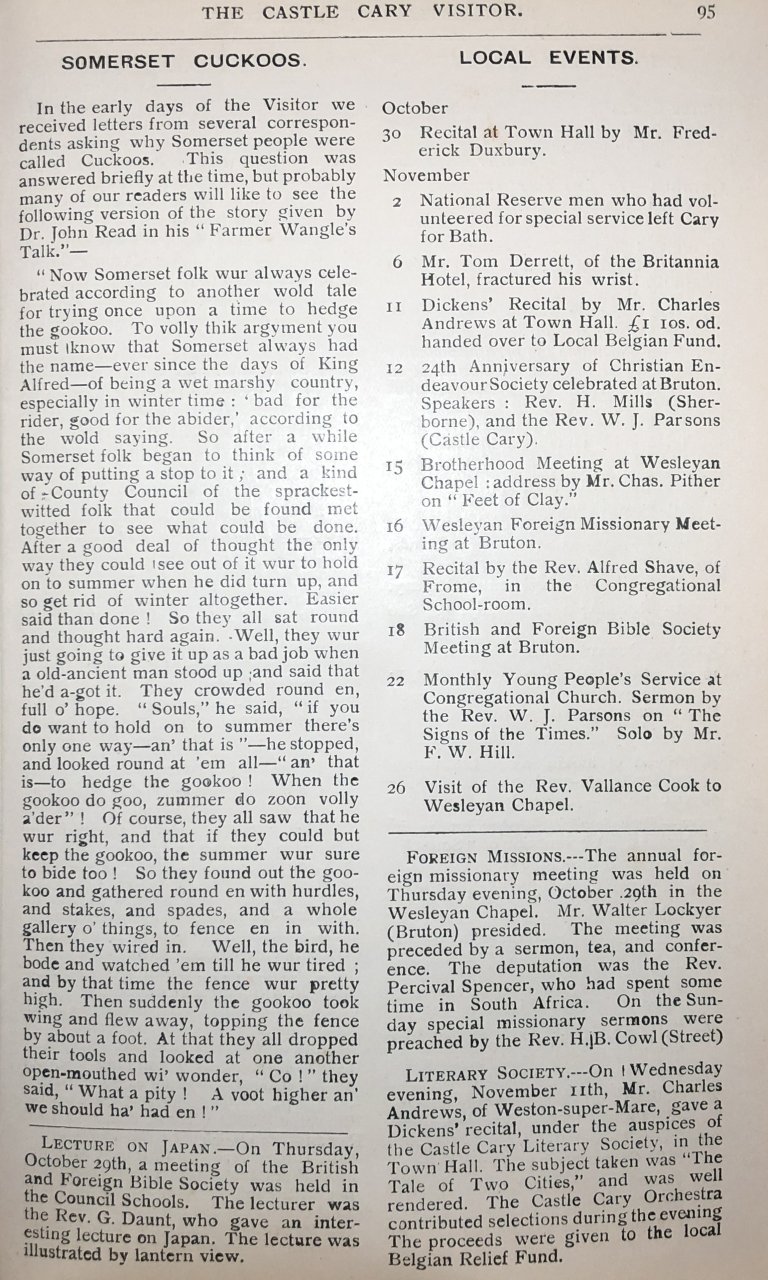 THE CASTLE CARY VISITOR. 95
SOMERSET CUCKOOS.
In the early days of the Visitor we
received letters from several correspon-
dents asking why Somerset people were
called Cuckoos. This question was
answered briefly at the time, but probably
many of our readers will like to see the
following version of the story given by
Dr. John Read in his “ Farmer Wangle's
Talk.”—
“ Now Somerset folk wur always cele-
brated according to another wold tale
for trying once upon a time to hedge
the gookoo. To volly thik argyment you
must know that Somerset always had
the name—ever since the days of King
Alfred—of being a wet marshy country,
especially in winter time : ‘ bad for the
rider, good for the abider,’ according to
the wold saying. So after a while
Somerset folk began to think of some
way of putting a stop to it ; and a kind
of County Council of the sprackest-
witted folk that could be found met
together to see what could be done.
After a good deal of thought the only
way they could see out of it wur to hold
on to summer when he did turn up, and
so get rid of winter altogether. Easier
said than done ! So they all sat round
and thought hard again. Well, they wur
just going to give it up as a bad job when
a old-ancient man stood up and said that
he'd a-got it. They crowded round en,
full o' hope. “ Souls,” he said, “ if you
do want to hold on to summer there's
only one way—an' that is ”—he stopped,
and looked round at 'em all—“ an' that
is—to hedge the gookoo ! When the
gookoo do goo, zummer do zoon volly
a'der” ! Of course, they all saw that he
wur right, and that if they could but
keep the gookoo, the summer wur sure
to bide too ! So they found out the goo-
koo and gathered round en with hurdles,
and stakes, and spades, and a whole
gallery o' things, to fence en in with.
Then they wired in. Well, the bird, he
bode and watched 'em till he wur tired ;
and by that time the fence wur pretty
high. Then suddenly the gookoo took
wing and flew away, topping the fence
by about a foot. At that they all dropped
their tools and looked at one another
open-mouthed wi' wonder, “ Co ! ” they
said, “ What a pity ! A voot higher an'
we should ha' had en ! ”
LECTURE ON JAPAN.—On Thursday,
October 29th, a meeting of the British
and Foreign Bible Society was held in
the Council Schools. The lecturer was
the Rev. G. Daunt, who gave an inter-
esting lecture on Japan. The lecture was
illustrated by lantern view.
LOCAL EVENTS.
October
30 Recital at Town Hall by Mr. Fred-
erick Duxbury.
November
2 National Reserve men who had vol-
unteered for special service left Cary
for Bath.
6 Mr. Tom Derrett, of the Britannia
Hotel, fractured his wrist.
11 Dickens' Recital by Mr. Charles
Andrews at Town Hall. £1 10s. 0d.
handed over to Local Belgian Fund.
12 24th Anniversary of Christian En-
deavour Society celebrated at Bruton.
Speakers : Rev. H. Mills (Sher-
borne), and the Rev. W. J. Parsons
(Castle Cary).
15 Brotherhood Meeting at Wesleyan
Chapel : address by Mr. Chas. Pither
on “ Feet of Clay.”
16 Wesleyan Foreign Missionary Meet-
ing at Bruton.
17 Recital by the Rev. Alfred Shave, of
Frome, in the Congregational
School-room.
18 British and Foreign Bible Society
Meeting at Bruton.
22 Monthly Young People's Service at
Congregational Church. Sermon by
the Rev. W. J. Parsons on “ The
Signs of the Times.” Solo by Mr.
F. W. Hill.
26 Visit of the Rev. Vallance Cook to
Wesleyan Chapel.
FOREIGN MISSIONS.---The annual for-
eign missionary meeting was held on
Thursday evening, October 29th in the
Wesleyan Chapel. Mr. Walter Lockyer
(Bruton) presided. The meeting was
preceded by a sermon, tea, and confer-
ence. The deputation was the Rev.
Percival Spencer, who had spent some
time in South Africa. On the Sun-
day special missionary sermons were
preached by the Rev. H. B. Cowl (Street)
LITERARY SOCIETY.---On Wednesday
evening, November 11th, Mr. Charles
Andrews, of Weston-super-Mare, gave a
Dickens' recital, under the auspices of
the Castle Cary Literary Society, in the
Town Hall. The subject taken was “The
Tale of Two Cities,” and was well
rendered. The Castle Cary Orchestra
contributed selections during the evening
The proceeds were given to the local
Belgian Relief Fund.